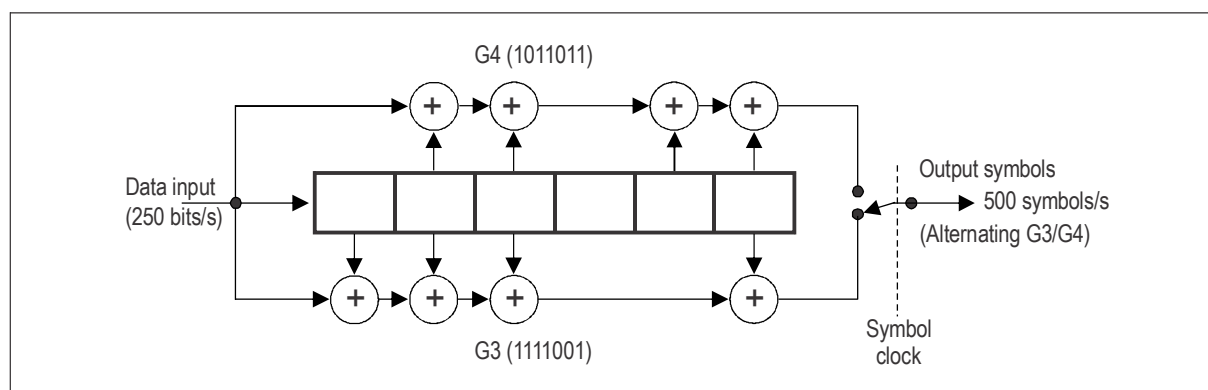 G4 (1011011)
+ + + +
Data input
(250 bits/s)
Output symbols
500 symbols/s
(Alternating G3/G4)
+ + + +
G3 (1111001)
Symbol
clock